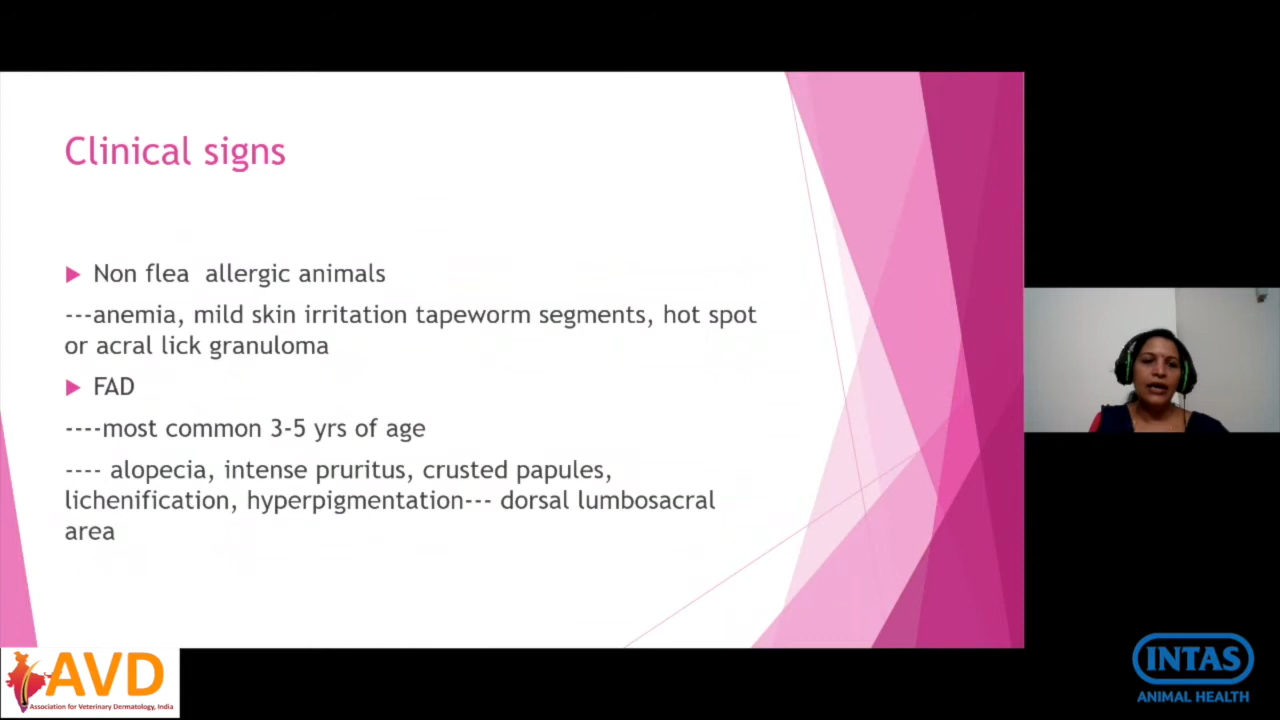 Clinical signs
Non flea allergic animals
---anemia, mild skin irritation tapeworm segments, hot spot
or acral lick granuloma
FAD
----most common 3-5 yrs of age
---- alopecia, intense pruritus, crusted papules,
lichenification, hyperpigmentation--- dorsal lumbosacral
area
AVD
Association for Veterinary Dermatology, India
INTAS
ANIMAL HEALTH